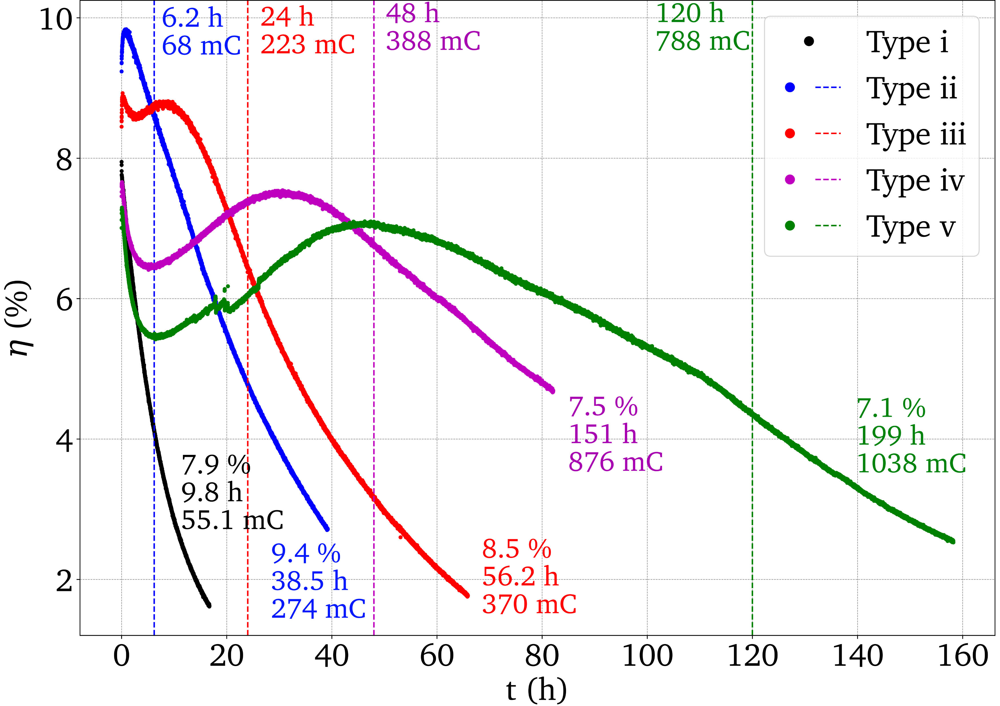 6.2 h
68 mC
24 h
223 mC
48 h
388 mC
120 h
788 mC
Type i
Type ii
Type iii
Type iv
Type v
10
8
6
4
2
η (%)
7.9 %
9.8 h
55.1 mC
9.4 %
38.5 h
274 mC
8.5 %
56.2 h
370 mC
7.5 %
151 h
876 mC
7.1 %
199 h
1038 mC
0 20 40 60 80 100 120 140 160
t (h)